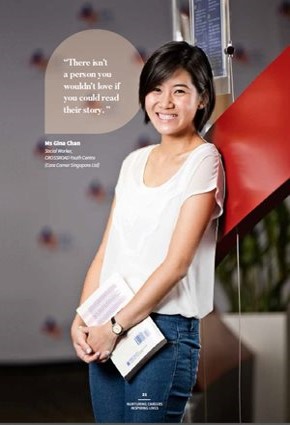 “There isn’t
a person you
wouldn’t love if
you could read
their story.”
Ms Gina Chan
Social Worker,
CROSSROAD Youth Centre
(Care Corner Singapore Ltd)
NURTURING CAREERS
INSPIRING LIVES